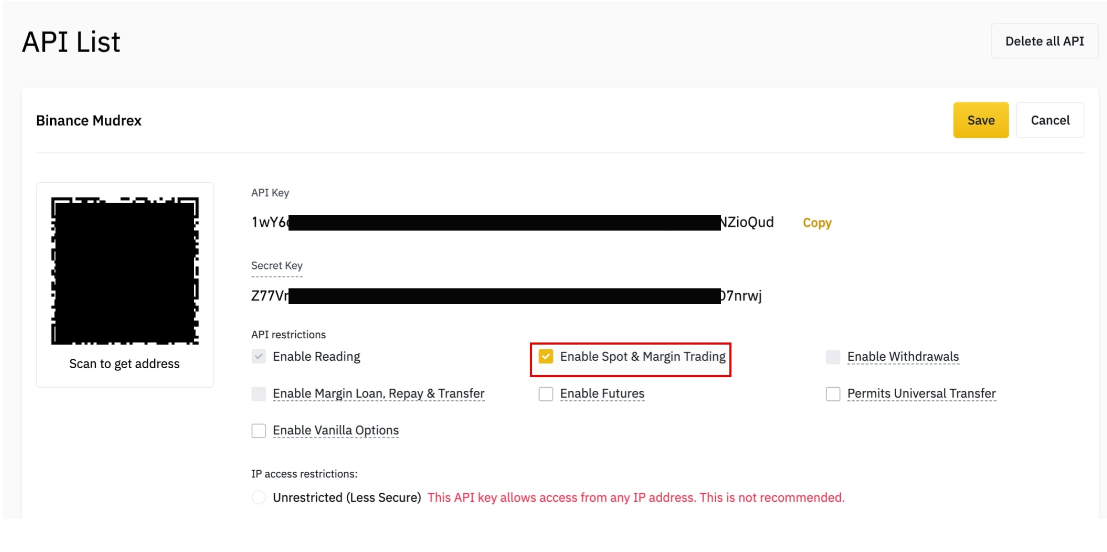 API List
Delete all API
Binance Mudrex
Save
Cancel
API Key
1wY6
NZioQud
Copy
Secret Key
Z77V
7nrwj
Scan to get address
API restrictions
Enable Reading
Enable Spot & Margin Trading
Enable Withdrawals
Enable Margin Loan, Repay & Transfer
Enable Futures
Permits Universal Transfer
Enable Vanilla Options
IP access restrictions:
Unrestricted (Less Secure) This API key allows access from any IP address. This is not recommended.